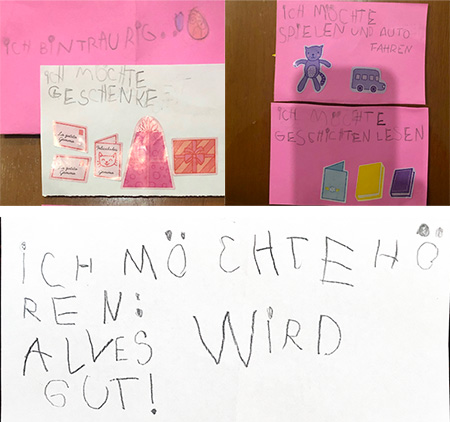 ICH BIN TRAURIG.
ICH MÖCHTE
GESCHENKE
ICH MÖCHTE
SPIELEN UND AUTO
FAHREN
ICH MÖCHTE
GESCHICHTEN LESEN
ICH MÖCHTE HÖ
REN:
ALVES WIRD
GUT!